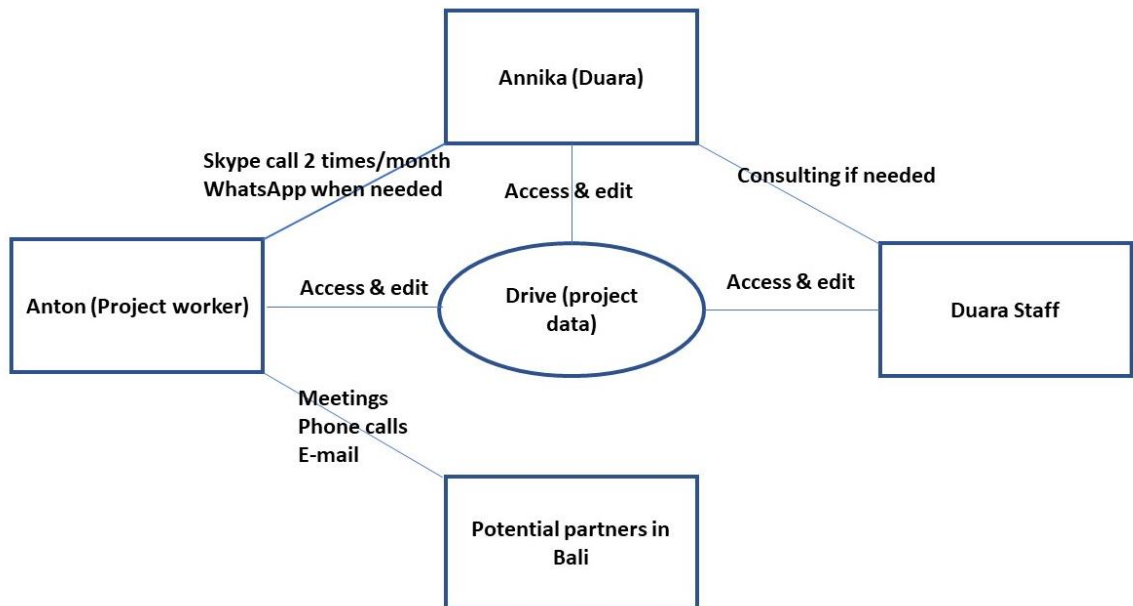 Annika (Duara)
Skype call 2 times/month
WhatsApp when needed
Access & edit
Consulting if needed
Anton (Project worker)
Access & edit
Drive (project
data)
Access & edit
Duara Staff
Meetings
Phone calls
E-mail
Potential partners in
Bali